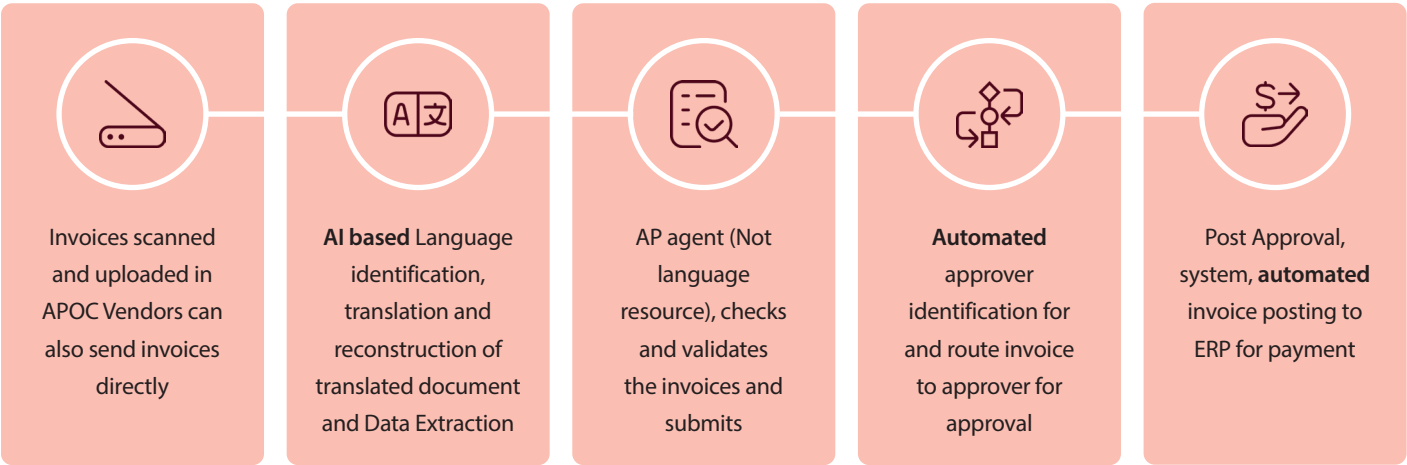 Invoices scanned
and uploaded in
APOC Vendors can
also send invoices
directly
A 文
AI based Language
identification,
translation and
reconstruction of
translated document
and Data Extraction
AP agent (Not
language
resource), checks
and validates
the invoices and
submits
Automated
approver
identification for
and route invoice
to approver for
approval
$
Post Approval,
system, automated
invoice posting to
ERP for payment